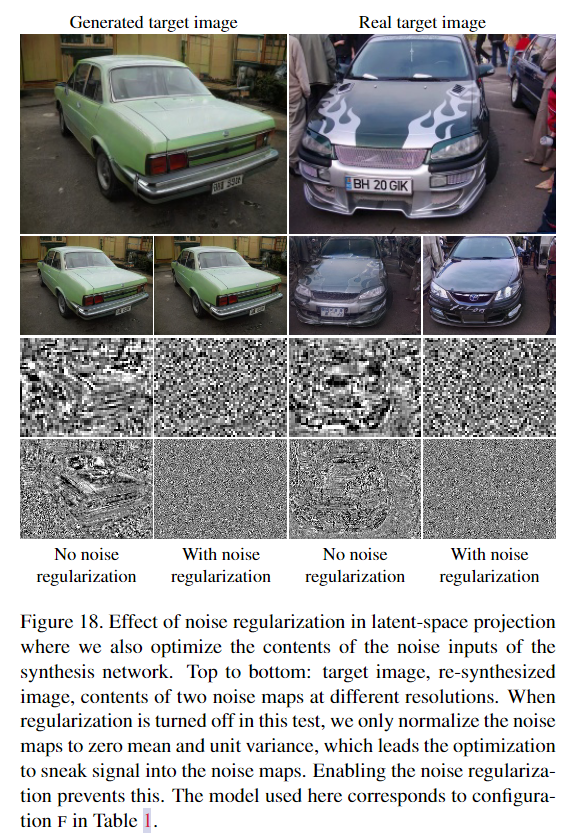 Generated target image
Real target image
BH 20 GIK
No noise
regularization
With noise
regularization
No noise
regularization
With noise
regularization
Figure 18. Effect of noise regularization in latent-space projection
where we also optimize the contents of the noise inputs of the
synthesis network. Top to bottom: target image, re-synthesized
image, contents of two noise maps at different resolutions. When
regularization is turned off in this test, we only normalize the noise
maps to zero mean and unit variance, which leads the optimization
to sneak signal into the noise maps. Enabling the noise regulariza-
tion prevents this. The model used here corresponds to configura-
tion F in Table 1.